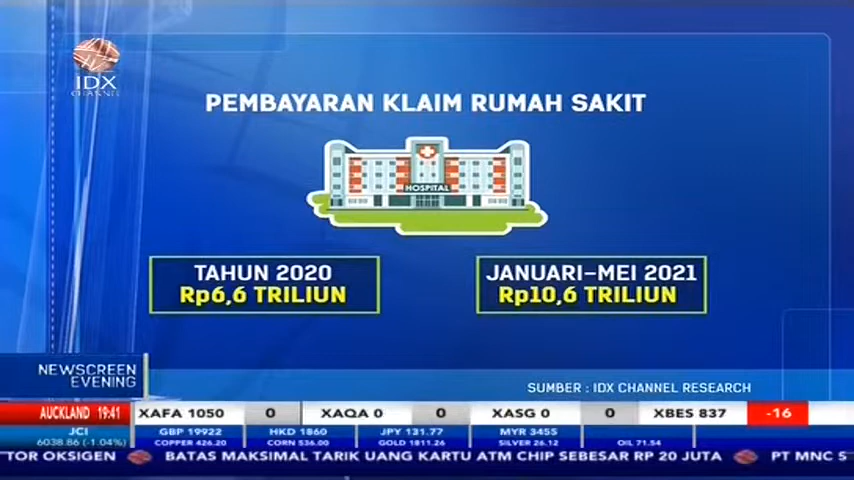 IDX
CHANNEL
PEMBAYARAN KLAIM RUMAH SAKIT
HOSPITAL
TAHUN 2020
Rp6,6 TRILIUN
JANUARI-MEI 2021
Rp10,6 TRILIUN
NEWSCREEN
EVENING
SUMBER : IDX CHANNEL RESEARCH
AUCKLAND 19:41 XAFA 1050 0 XAQA 0 0 XASG 0 0 XBES 837 -16
JCI GBP 19922 HKD 1860 JPY 131.77 MYR 3455
6038.86 (-1.04%) COPPER 426.20 CORN 536.00 GOLD 1811.26 SILVER 26.12 OIL 71.54
TOR OKSIGEN BATAS MAKSIMAL TARIK UANG KARTU ATM CHIP SEBESAR RP 20 JUTA PT MNC S